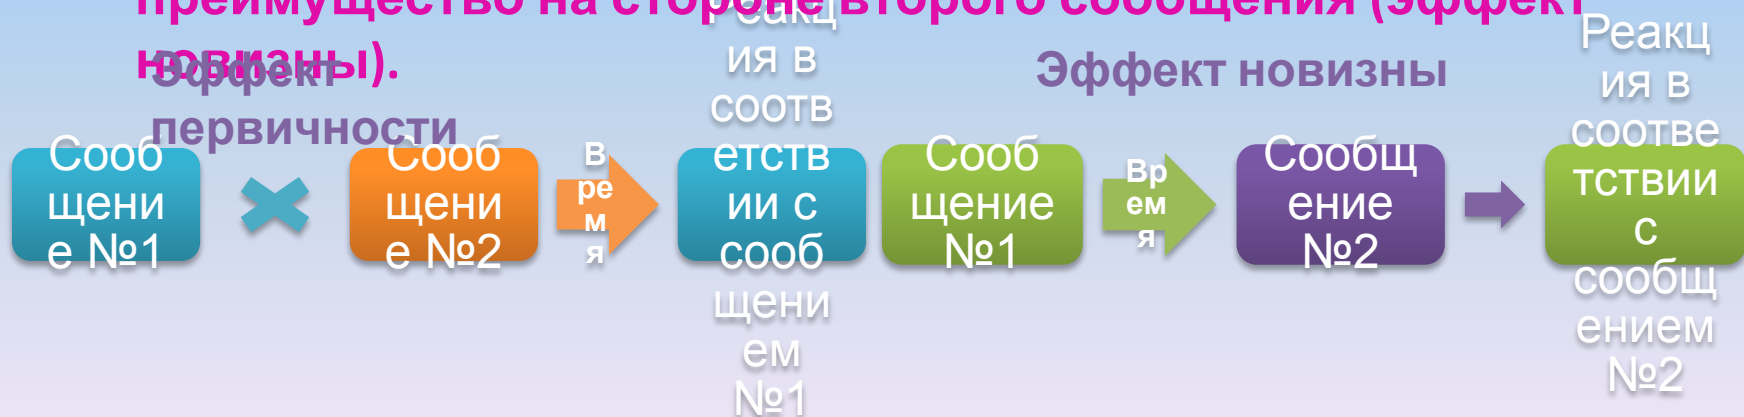 преимущество на стороне второго сообщения (эффект
новизны).
Эффект
первичности
Сооб
щени
е №1
Сооб
щени
е №2
В
ре
м
я
Реакц
ия в
соотв
етств
ии с
сооб
щени
ем
№1
Эффект новизны
Сооб
щение
№1
Вр
ем
я
Сообщ
ение
№2
Реакц
ия в
соотве
тствии
с
сообщ
ением
№2